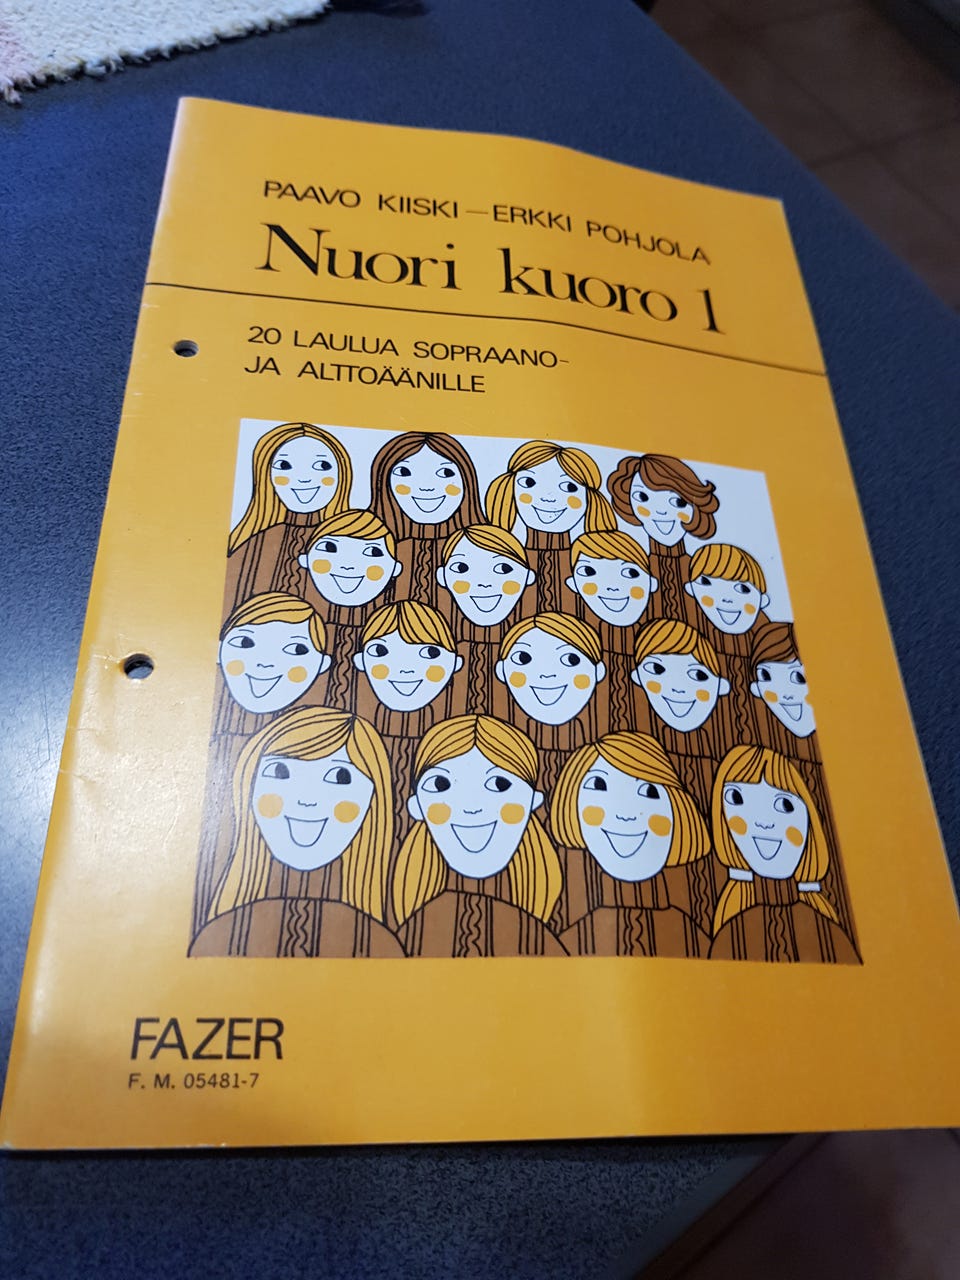 PAAVO KIISKI — ERKKI POHJOLA
Nuori kuoro 1
20 LAULUA SOPRAANO-
JA ALTTOÄÄNILLE
FAZER
F. M. 05481-7